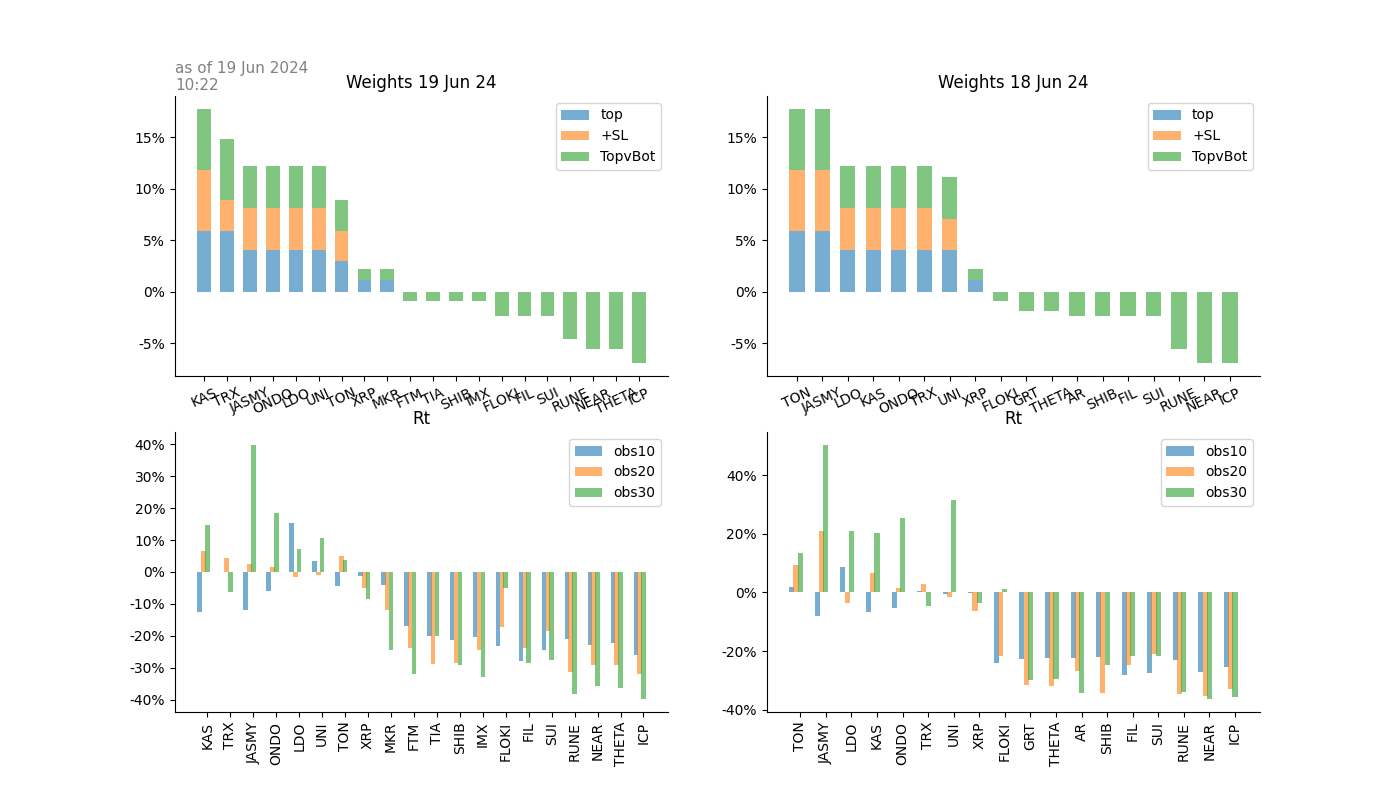 as of 19 Jun 2024
10:22
Weights 19 Jun 24
top
+SL
TopvBot
15%
10%
5%
0%
-5%
KAS TRX JASMY ONDO LDO UNI TON XRP MKR FTM TIA SHIB IMX FLOKI FIL SUI RUNE NEAR THETA ICP
Weights 18 Jun 24
top
+SL
TopvBot
15%
10%
5%
0%
-5%
TON JASMY LDO KAS ONDO TRX UNI XRP FLOKI GRT THETA AR SHIB FIL SUI RUNE NEAR ICP
Rt
obs10
obs20
obs30
40%
30%
20%
10%
0%
-10%
-20%
-30%
-40%
KAS TRX JASMY ONDO LDO UNI TON XRP MKR FTM TIA SHIB IMX FLOKI FIL SUI RUNE NEAR THETA ICP
Rt
obs10
obs20
obs30
40%
20%
0%
-20%
-40%
TON JASMY LDO KAS ONDO TRX UNI XRP FLOKI GRT THETA AR SHIB FIL SUI RUNE NEAR ICP